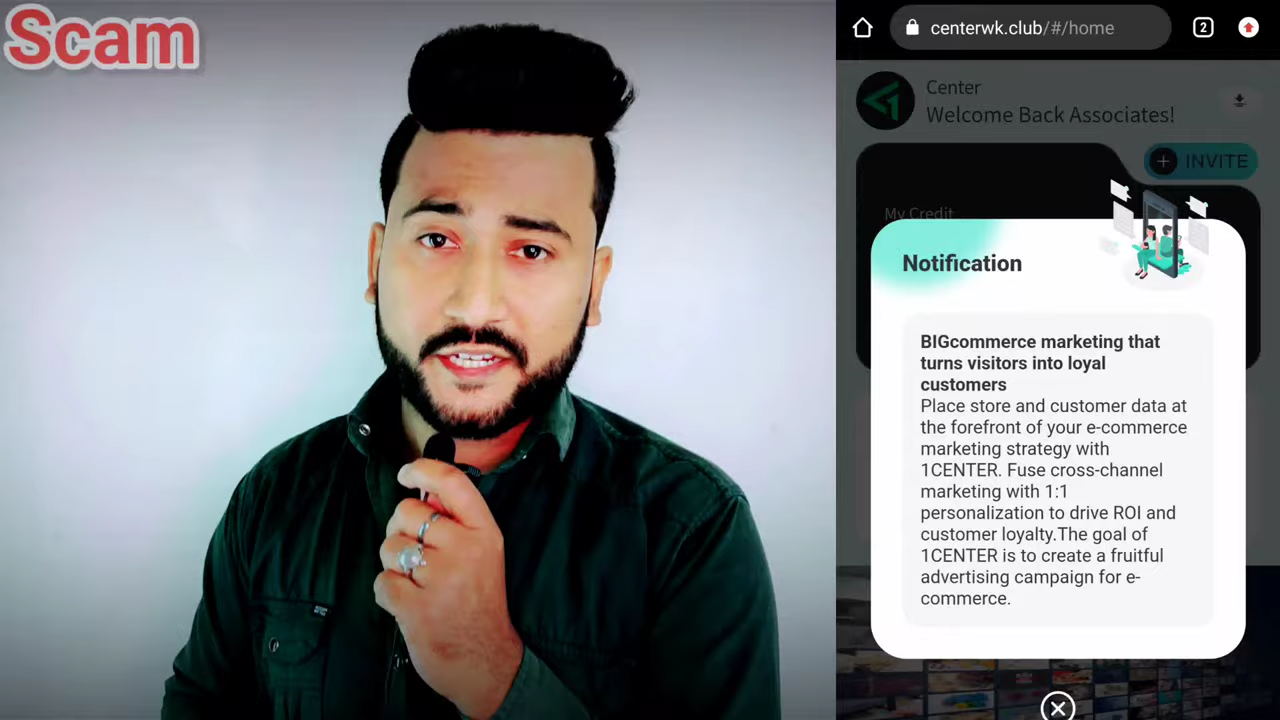 Scam
centerwk.club/#/home
2
Center
Welcome Back Associates!
INVITE
My Credit
Notification
BIGcommerce marketing that
turns visitors into loyal
customers
Place store and customer data at
the forefront of your e-commerce
marketing strategy with
1CENTER. Fuse cross-channel
marketing with 1:1
personalization to drive ROI and
customer loyalty.The goal of
1CENTER is to create a fruitful
advertising campaign for e-
commerce.